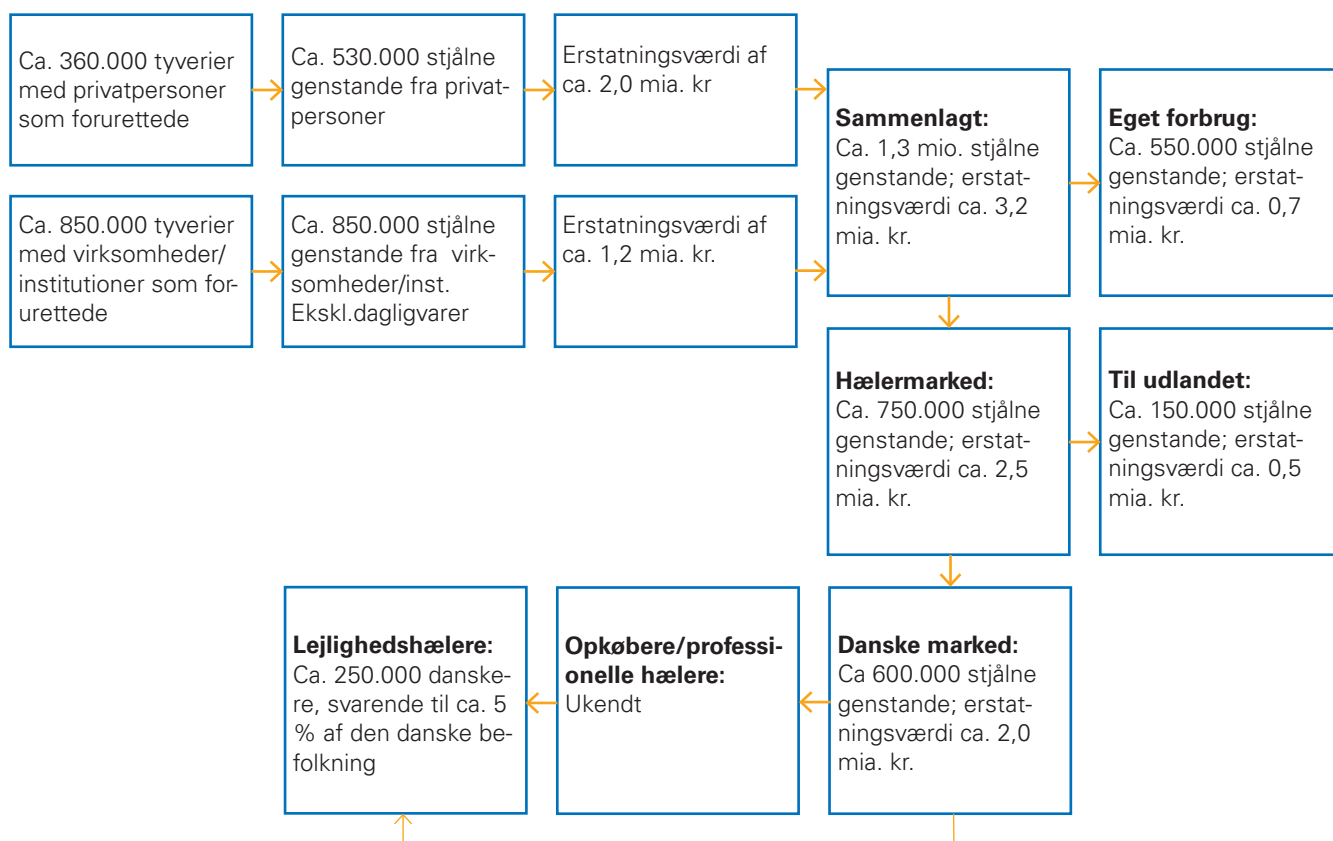 Ca. 360.000 tyverier
med privatpersoner
som forurettede
Ca. 530.000 stjålne
genstande fra privat-
personer
Erstatningsværdi af
ca. 2,0 mia. kr
Sammenlagt:
Ca. 1,3 mio. stjålne
genstande; erstat-
ningsværdi ca. 3,2
mia. kr.
Eget forbrug:
Ca. 550.000 stjålne
genstande; erstat-
ningsværdi ca. 0,7
mia. kr.
Ca. 850.000 tyverier
med virksomheder/
institutioner som for-
urettede
Ca. 850.000 stjålne
genstande fra virk-
somheder/inst.
Ekskl.dagligvarer
Erstatningsværdi af
ca. 1,2 mia. kr.
Hælermarked:
Ca. 750.000 stjålne
genstande; erstat-
ningsværdi ca. 2,5
mia. kr.
Til udlandet:
Ca. 150.000 stjålne
genstande; erstat-
ningsværdi ca. 0,5
mia. kr.
Lejlighedshælere:
Ca. 250.000 danske-
re, svarende til ca. 5
% af den danske be-
folkning
Opkøbere/professi-
onelle hælere:
Ukendt
Danske marked:
Ca 600.000 stjålne
genstande; erstat-
ningsværdi ca. 2,0
mia. kr.